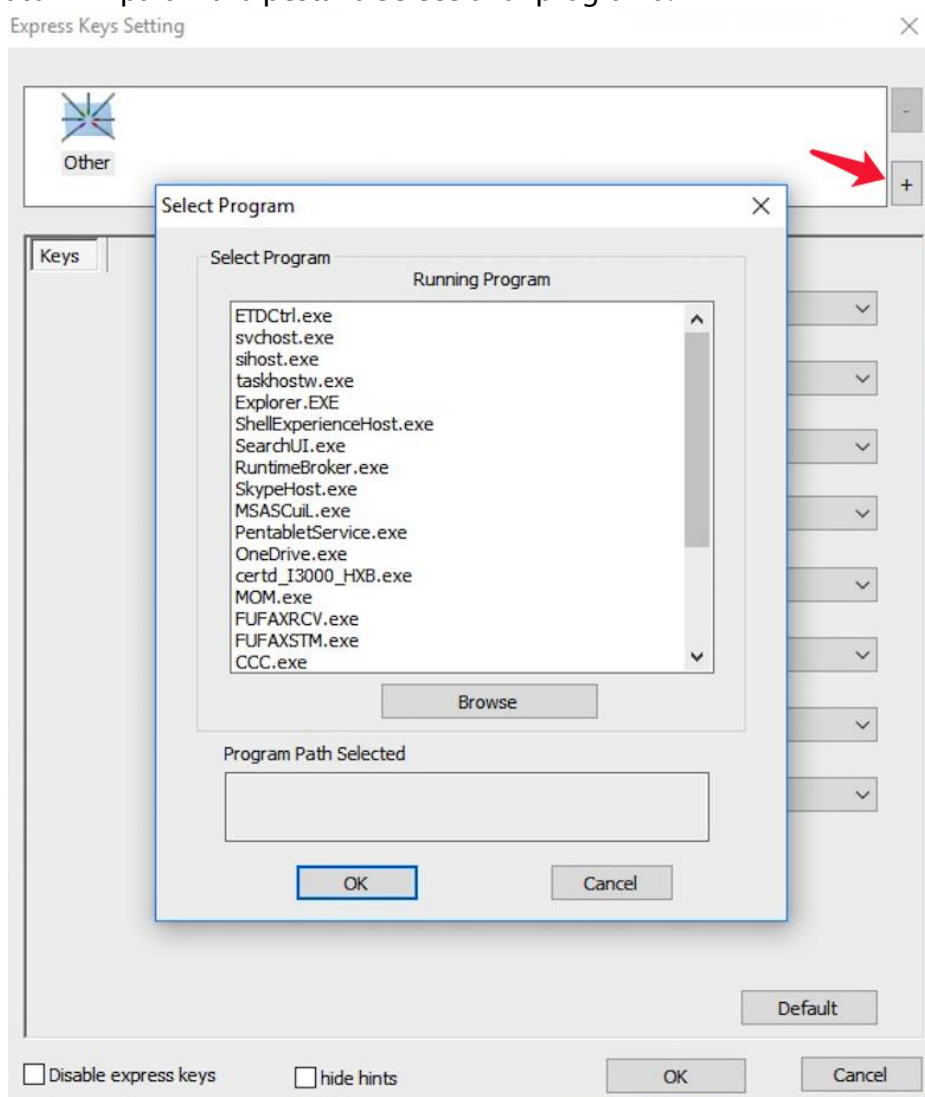 Express Keys Setting
Other
-
+
Select Program
Keys
Select Program
Running Program
ETDCtrl.exe
svchost.exe
sihost.exe
taskhostw.exe
Explorer.EXE
ShellExperienceHost.exe
SearchUI.exe
RuntimeBroker.exe
SkypeHost.exe
MSASCuiL.exe
PentabletService.exe
OneDrive.exe
certd_I3000_HXB.exe
MOM.exe
FUFAXRCV.exe
FUFAXSTM.exe
CCC.exe
Browse
Program Path Selected
OK
Cancel
Default
Disable express keys
hide hints
OK
Cancel